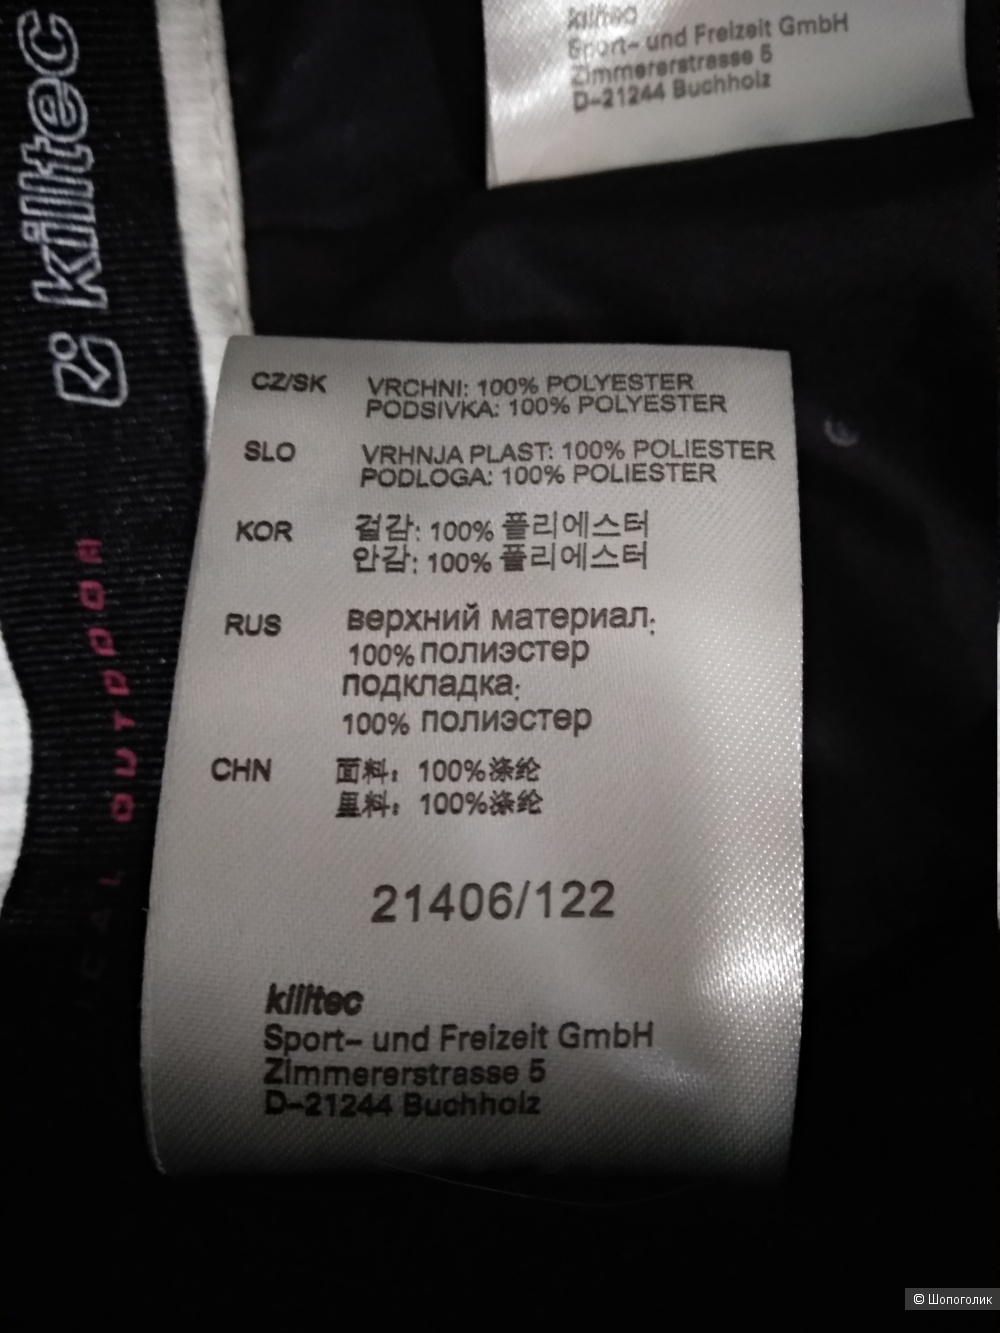 killtec
Sport- und Freizeit GmbH
Zimmererstrasse 5
D-21244 Buchholz
killtec
OUTDOOR
CZ/SK VRCHNI: 100% POLYESTER
PODSIVKA: 100% POLYESTER
SLO VRHNJA PLAST: 100% POLIESTER
PODLOGA: 100% POLIESTER
KOR 겉감: 100% 폴리에스터
안감: 100% 폴리에스터
RUS верхний материал:
100% полиэстер
подкладка:
100% полиэстер
CHN 面料: 100%涤纶
里料: 100%涤纶
21406/122
killtec
Sport- und Freizeit GmbH
Zimmererstrasse 5
D-21244 Buchholz
© Шопоголик